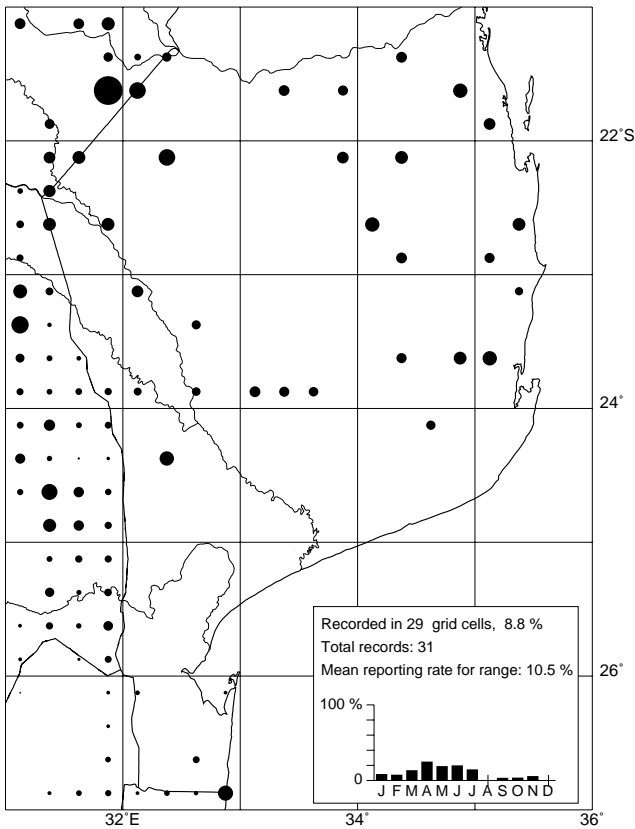 22°S
24°
Recorded in 29 grid cells, 8.8 %
Total records: 31
Mean reporting rate for range: 10.5 %
26°
100 %
0
J F M A M J J A S O N D
32°E 34° 36°